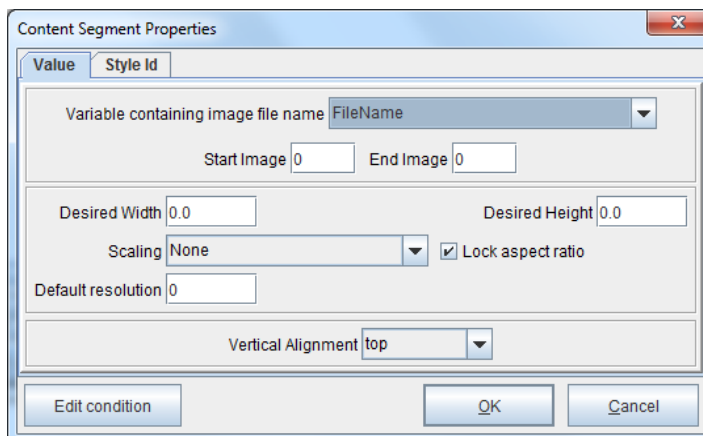 Content Segment Properties
Value Style Id
Variable containing image file name FileName
Start Image 0 End Image 0
Desired Width 0.0 Desired Height 0.0
Scaling None Lock aspect ratio
Default resolution 0
Vertical Alignment top
Edit condition OK Cancel